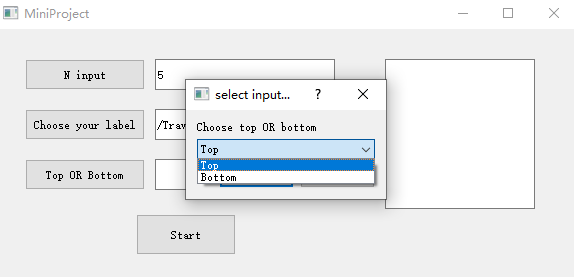 MiniProject
N input
5
select input...
?
Choose your label
/Trav
Choose top OR bottom
Top
Top
Bottom
Top OR Bottom
Start